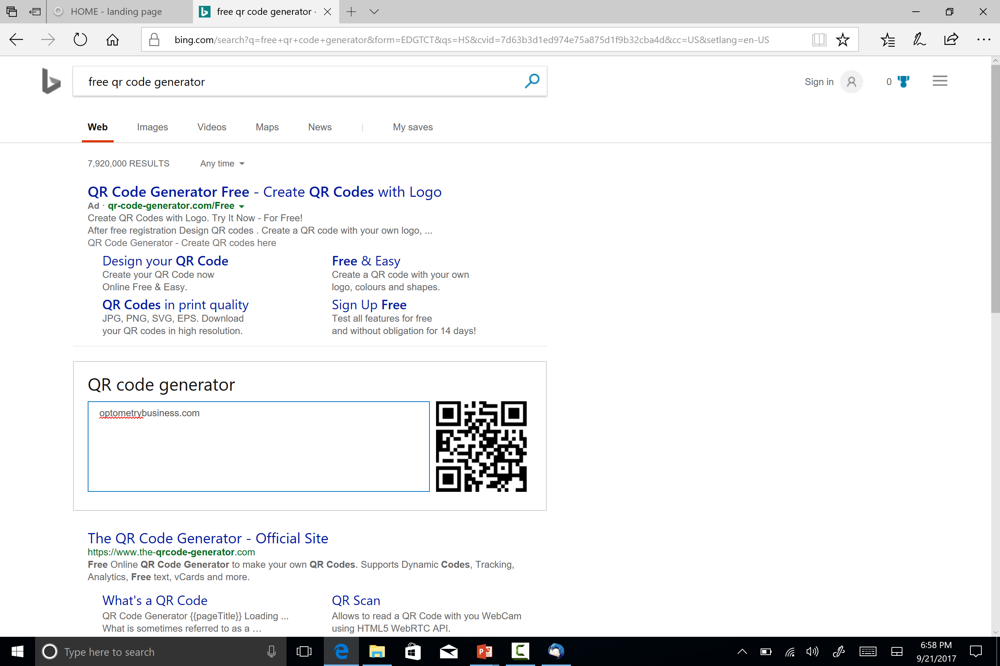 HOME - landing page
free qr code generator -
bing.com/search?q=free+qr+code+generator&form=EDGTCT&qs=HS&cvid=7d63b3d1ed974e75a875d1f9b32cba4d&cc=US&setlang=en-US
free qr code generator
Sign in 0
Web Images Videos Maps News | My saves
7,920,000 RESULTS Any time
QR Code Generator Free - Create QR Codes with Logo
Ad · qr-code-generator.com/Free
Create QR Codes with Logo. Try It Now - For Free!
After free registration Design QR codes . Create a QR code with your own logo, ...
QR Code Generator - Create QR codes here
Design your QR Code
Create your QR Code now
Online Free & Easy.
Free & Easy
Create a QR code with your own
logo, colours and shapes.
QR Codes in print quality
JPG, PNG, SVG, EPS. Download
your QR codes in high resolution.
Sign Up Free
Test all features for free
and without obligation for 14 days!
QR code generator
optometrybusiness.com
The QR Code Generator - Official Site
https://www.the-qrcode-generator.com
Free Online QR Code Generator to make your own QR Codes. Supports Dynamic Codes, Tracking,
Analytics, Free text, vCards and more.
What's a QR Code
QR Code Generator {{pageTitle}} Loading ...
What is sometimes referred to as a …
QR Scan
Allows to read a QR Code with you WebCam
using HTML5 WebRTC API.
Type here to search
6:58 PM
9/21/2017